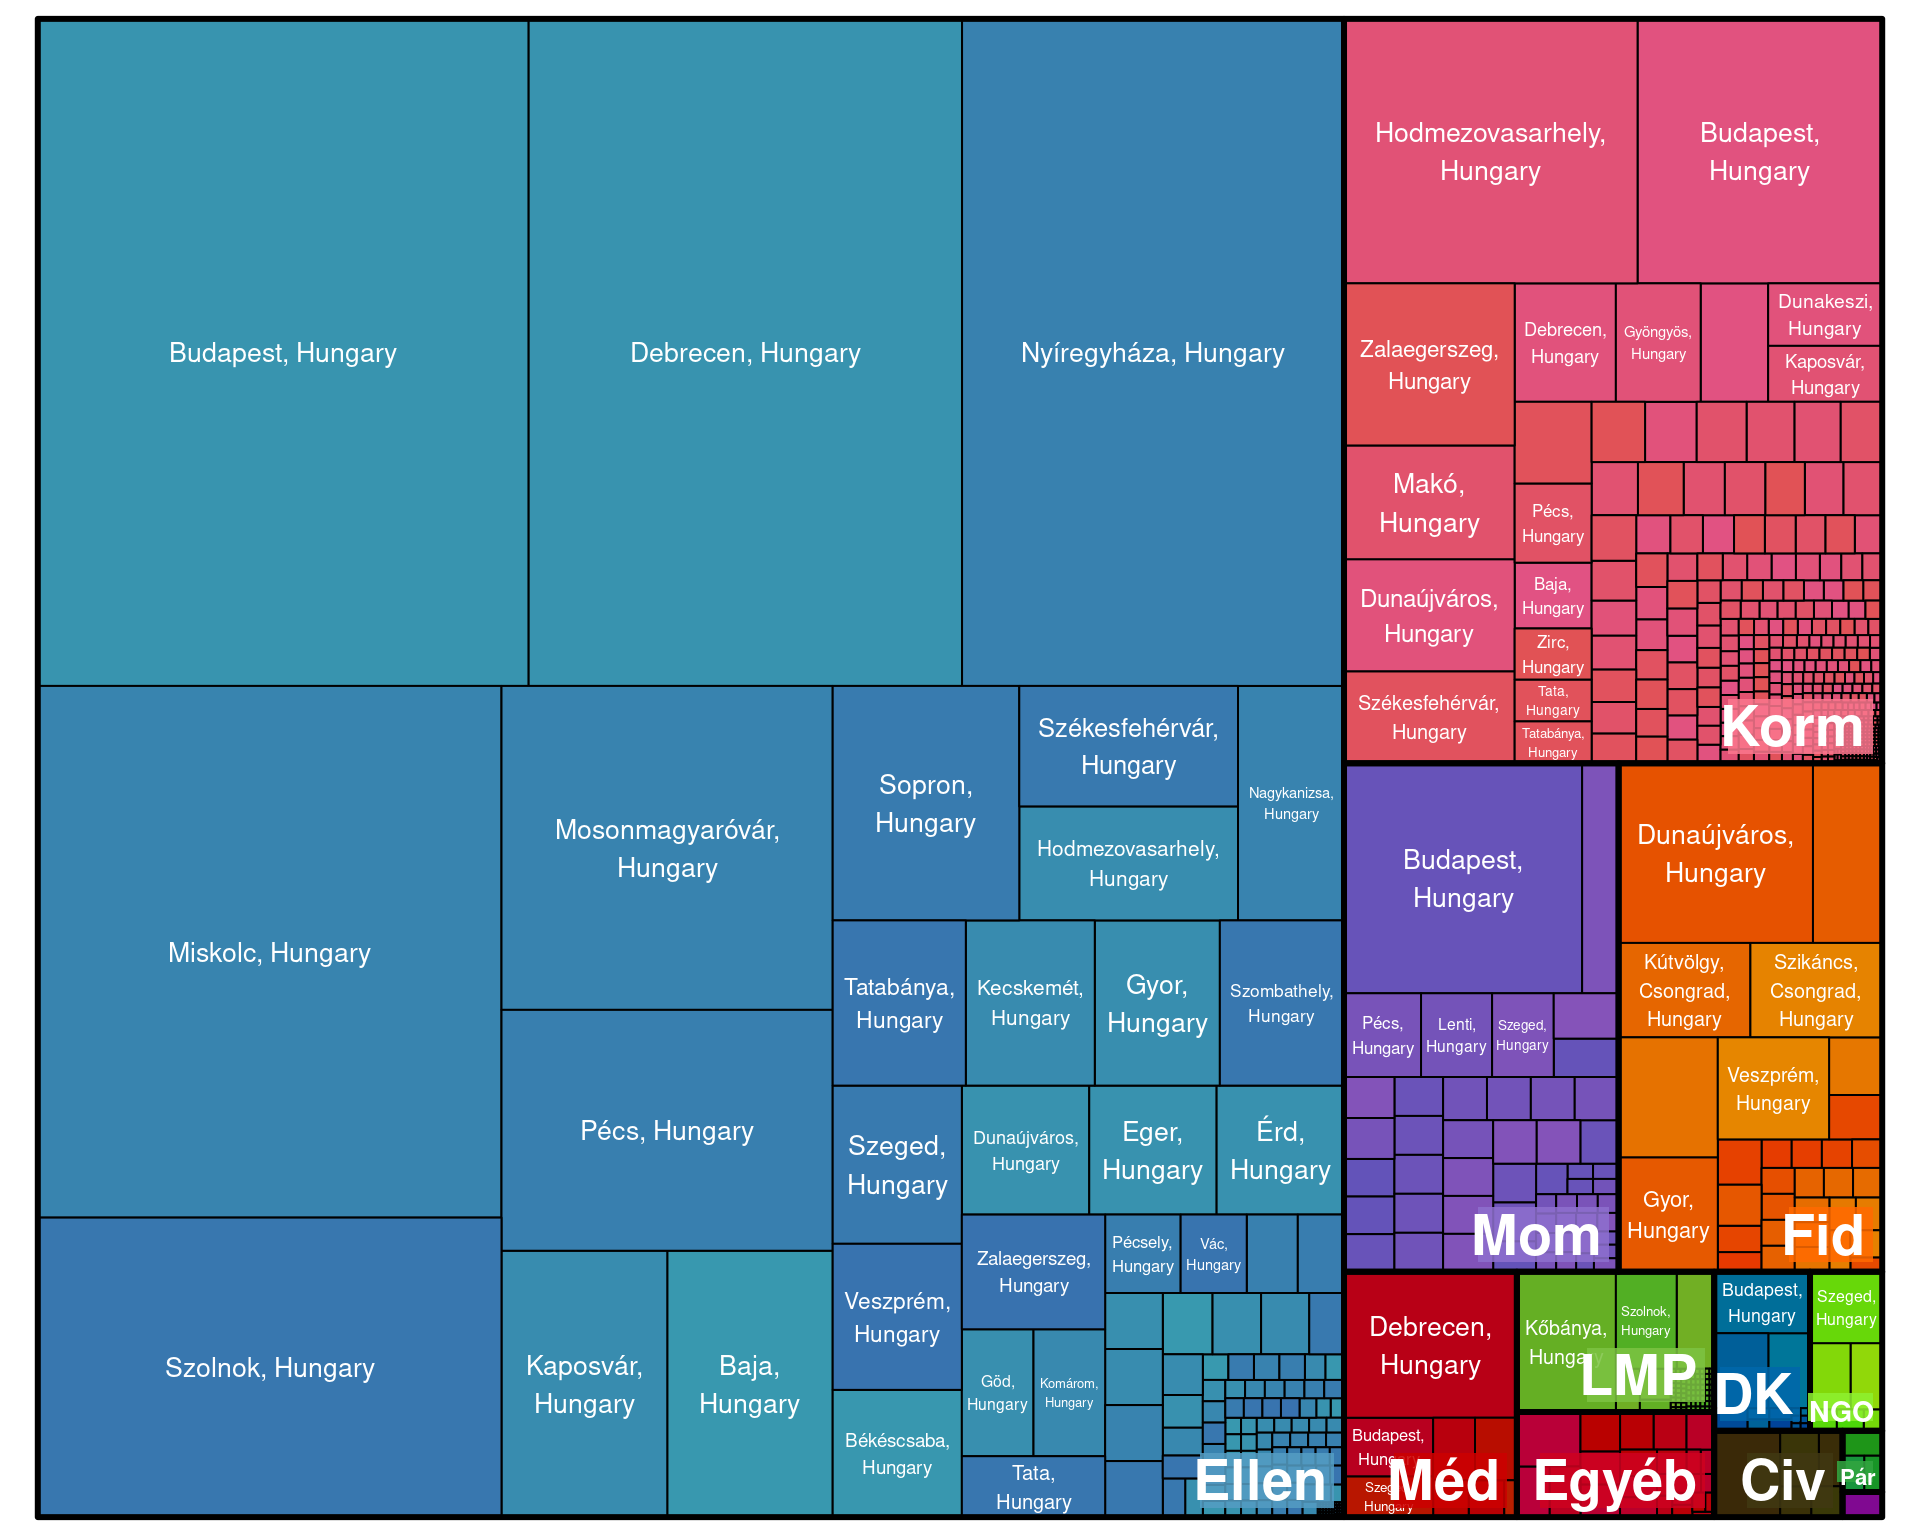 Budapest, Hungary
Debrecen, Hungary
Nyíregyháza, Hungary
Miskolc, Hungary
Szolnok, Hungary
Mosonmagyaróvár,
Hungary
Pécs, Hungary
Kaposvár,
Hungary
Baja,
Hungary
Sopron,
Hungary
Székesfehérvár,
Hungary
Hodmezovasarhely,
Hungary
Nagykanizsa,
Hungary
Tatabánya,
Hungary
Kecskemét,
Hungary
Gyor,
Hungary
Szombathely,
Hungary
Szeged,
Hungary
Dunaújváros,
Hungary
Eger,
Hungary
Érd,
Hungary
Veszprém,
Hungary
Békéscsaba,
Hungary
Zalaegerszeg,
Hungary
Pécsely,
Hungary
Vác,
Hungary
Göd,
Hungary
Komárom,
Hungary
Tata,
Hungary
Ellen
Hodmezovasarhely,
Hungary
Budapest,
Hungary
Zalaegerszeg,
Hungary
Debrecen,
Hungary
Gyöngyös,
Hungary
Dunakeszi,
Hungary
Kaposvár,
Hungary
Makó,
Hungary
Pécs,
Hungary
Dunaújváros,
Hungary
Baja,
Hungary
Zirc,
Hungary
Székesfehérvár,
Hungary
Tata,
Hungary
Tatabánya,
Hungary
Korm
Budapest,
Hungary
Pécs,
Hungary
Lenti,
Hungary
Szeged,
Hungary
Mom
Dunaújváros,
Hungary
Kútvölgy,
Csongrad,
Hungary
Szikáncs,
Csongrad,
Hungary
Veszprém,
Hungary
Gyor,
Hungary
Fid
Debrecen,
Hungary
Budapest,
Hungary
Szeged,
Hungary
Méd
Kőbánya,
Hungary
Szolnok,
Hungary
LMP
Budapest,
Hungary
DK
Szeged,
Hungary
NGO
Egyéb
Civ
Pár